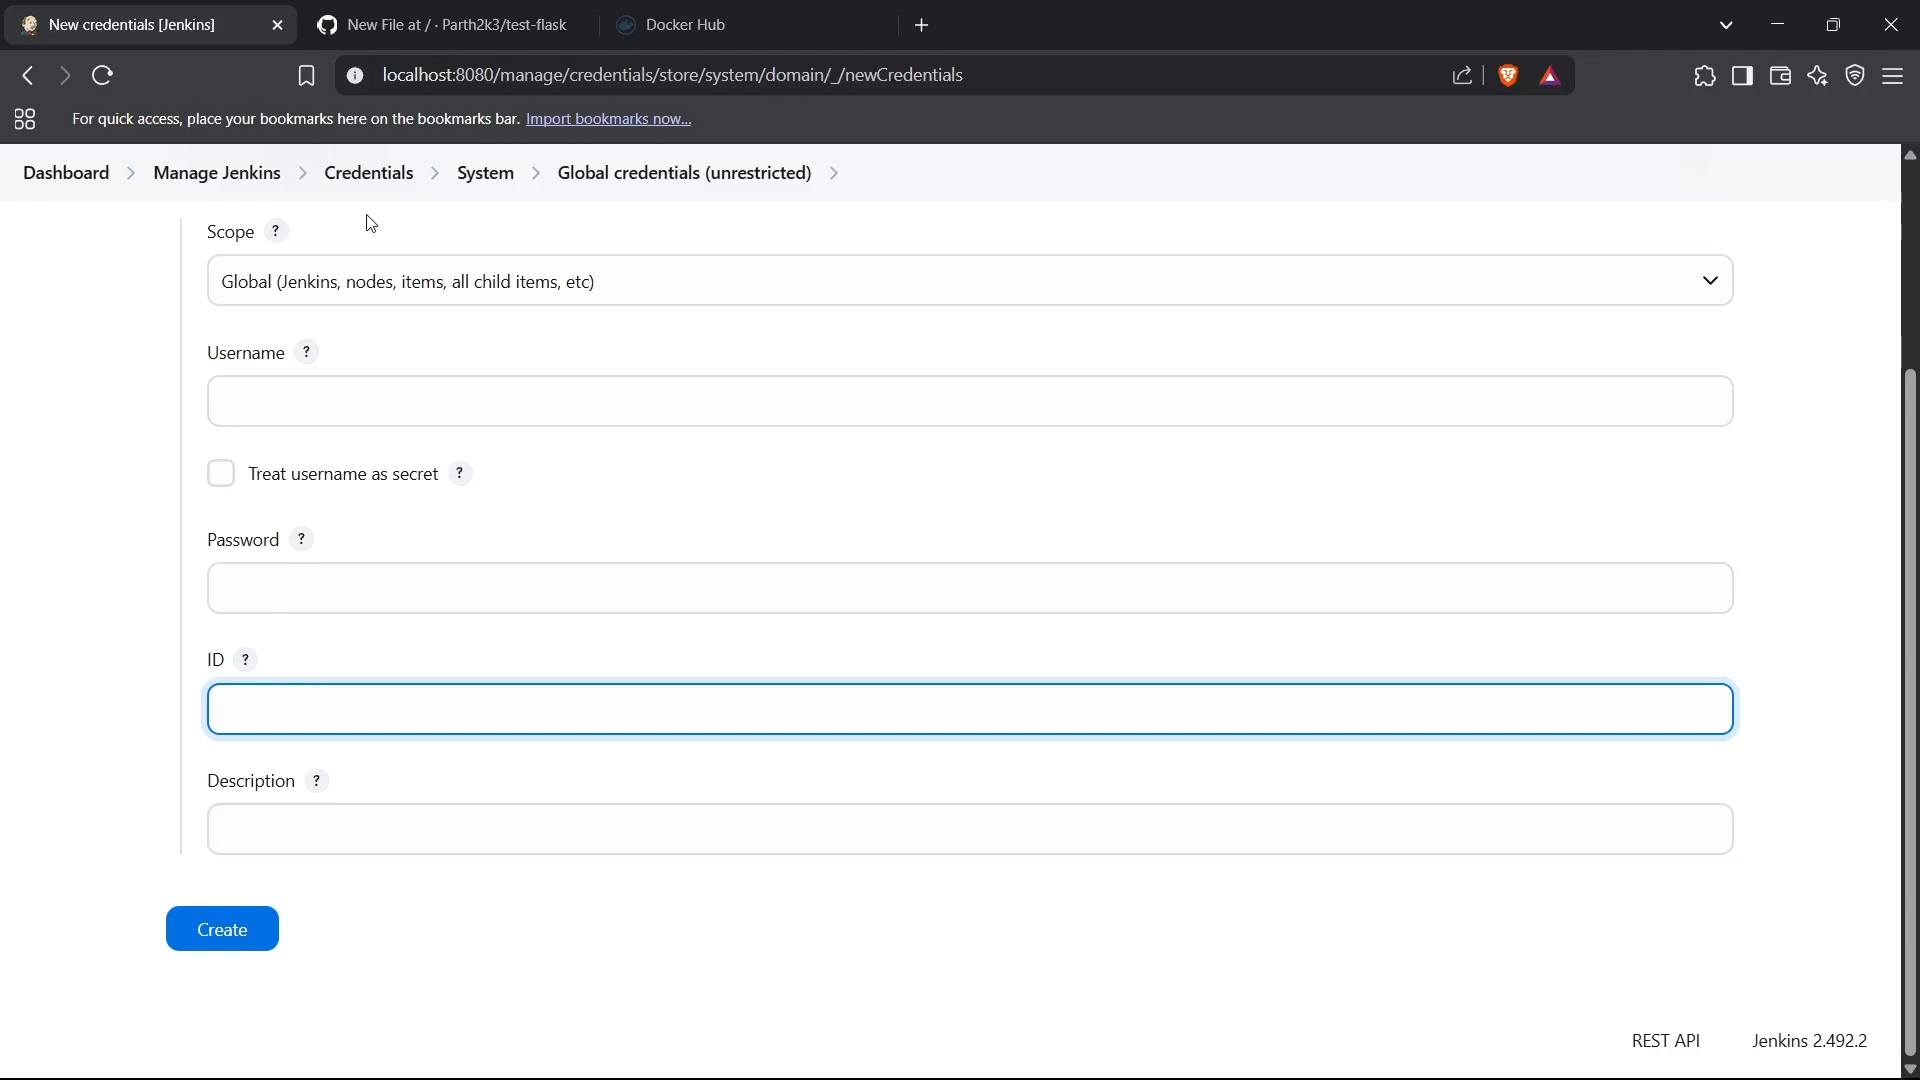 New credentials [Jenkins]
New File at / · Parth2k3/test-flask
Docker Hub
localhost:8080/manage/credentials/store/system/domain/_/newCredentials
For quick access, place your bookmarks here on the bookmarks bar. Import bookmarks now...
Dashboard > Manage Jenkins > Credentials > System > Global credentials (unrestricted) >
Scope ?
Global (Jenkins, nodes, items, all child items, etc)
Username ?
Treat username as secret ?
Password ?
ID ?
Description ?
Create
REST API Jenkins 2.492.2